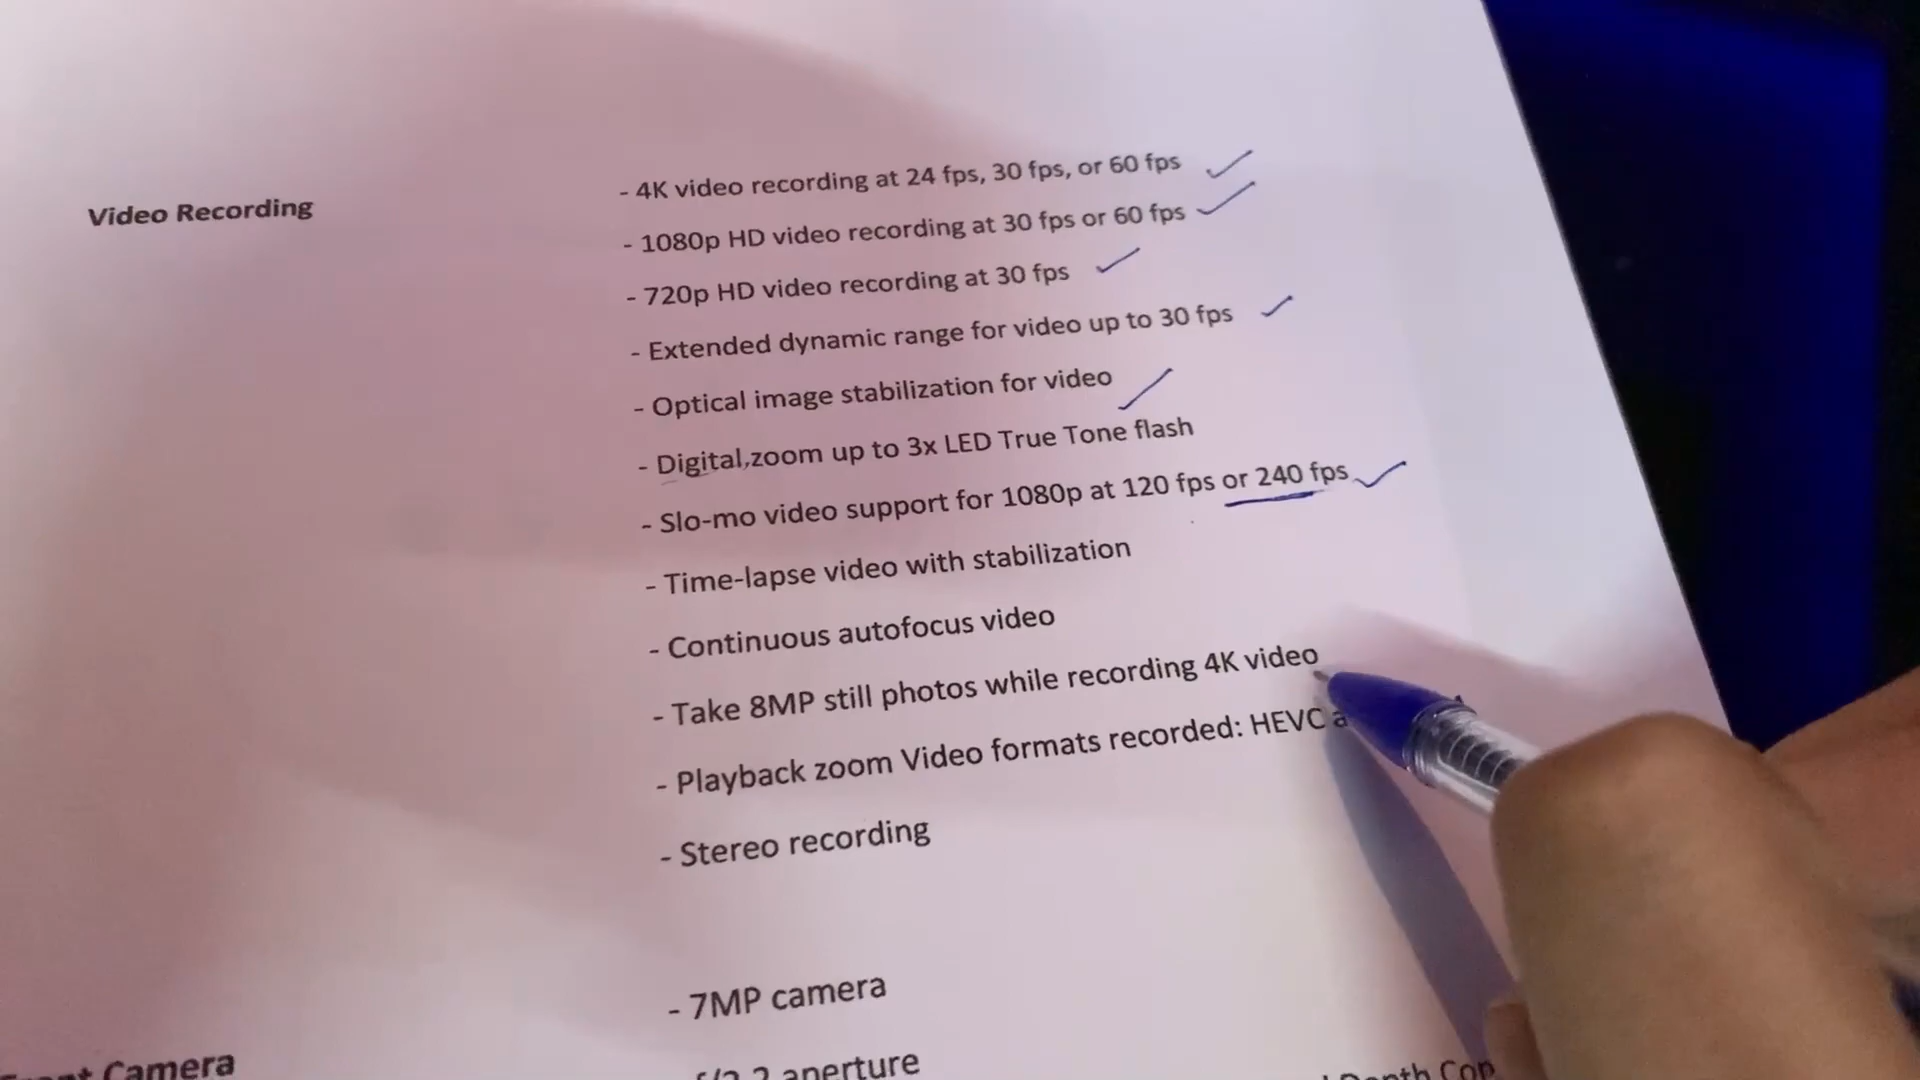 Video Recording
- 4K video recording at 24 fps, 30 fps, or 60 fps
- 1080p HD video recording at 30 fps or 60 fps
- 720p HD video recording at 30 fps
- Extended dynamic range for video up to 30 fps
- Optical image stabilization for video
- Digital zoom up to 3x LED True Tone flash
- Slo-mo video support for 1080p at 120 fps or 240 fps
- Time-lapse video with stabilization
- Continuous autofocus video
- Take 8MP still photos while recording 4K video
- Playback zoom Video formats recorded: HEVC
- Stereo recording
- 7MP camera
Camera
aperture